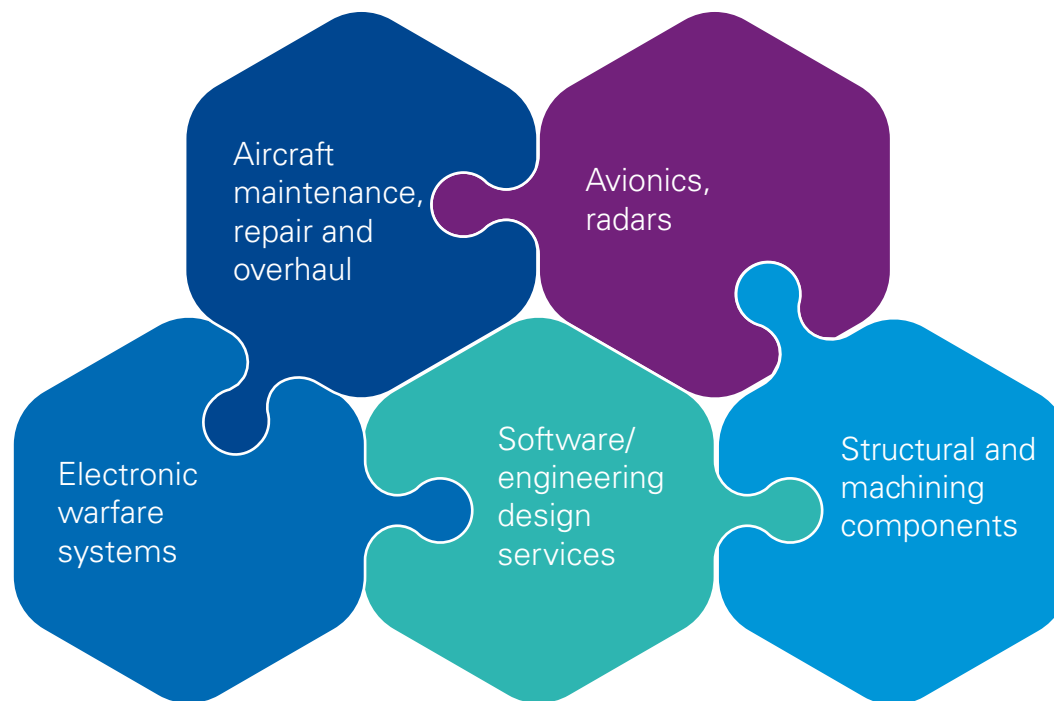 Aircraft
maintenance,
repair and
overhaul
Avionics,
radars
Electronic
warfare
systems
Software/
engineering
design
services
Structural and
machining
components